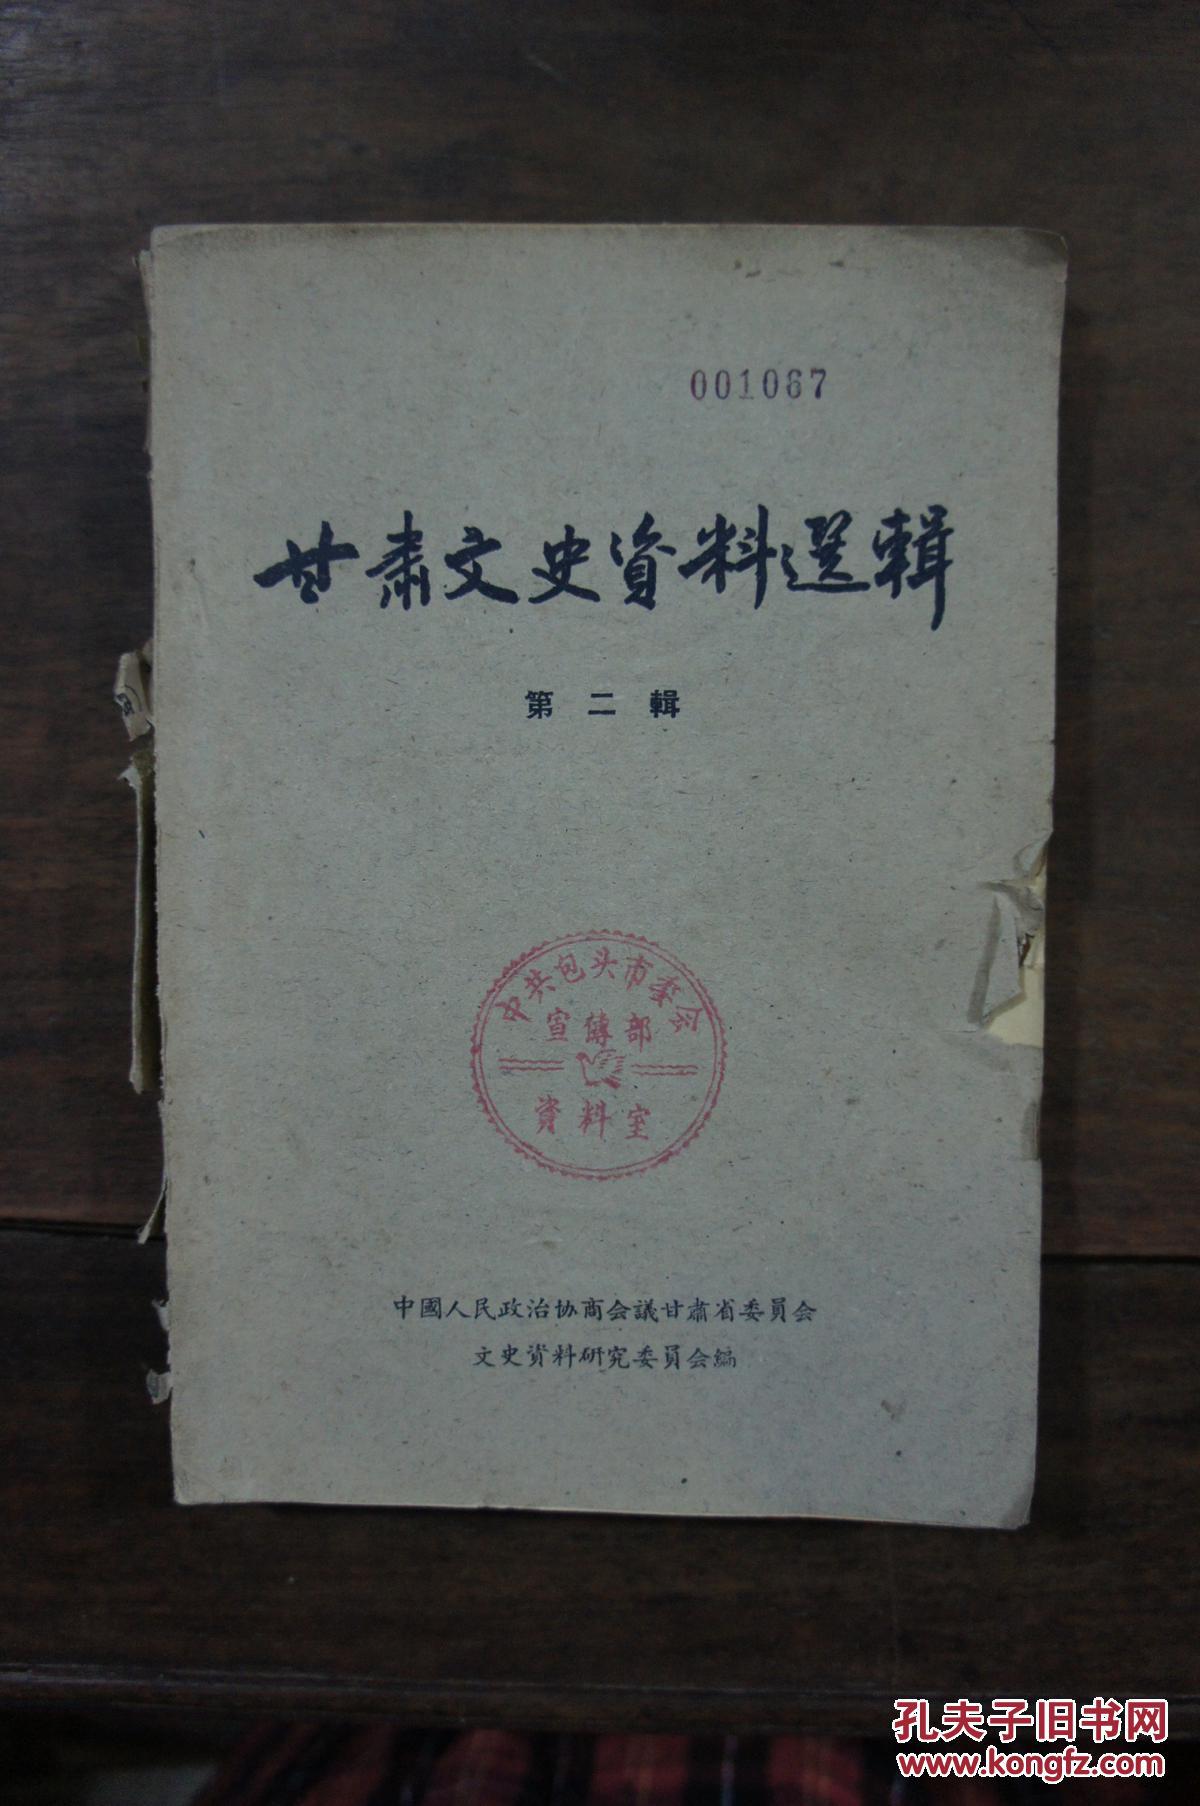 001067
甘肅文史資料選輯
第二輯
中共包头市委会
宣傳部
資料室
中國人民政治协商会議甘肅省委員会
文史資料研究委員会編
孔夫子旧书网
www.kongfz.com